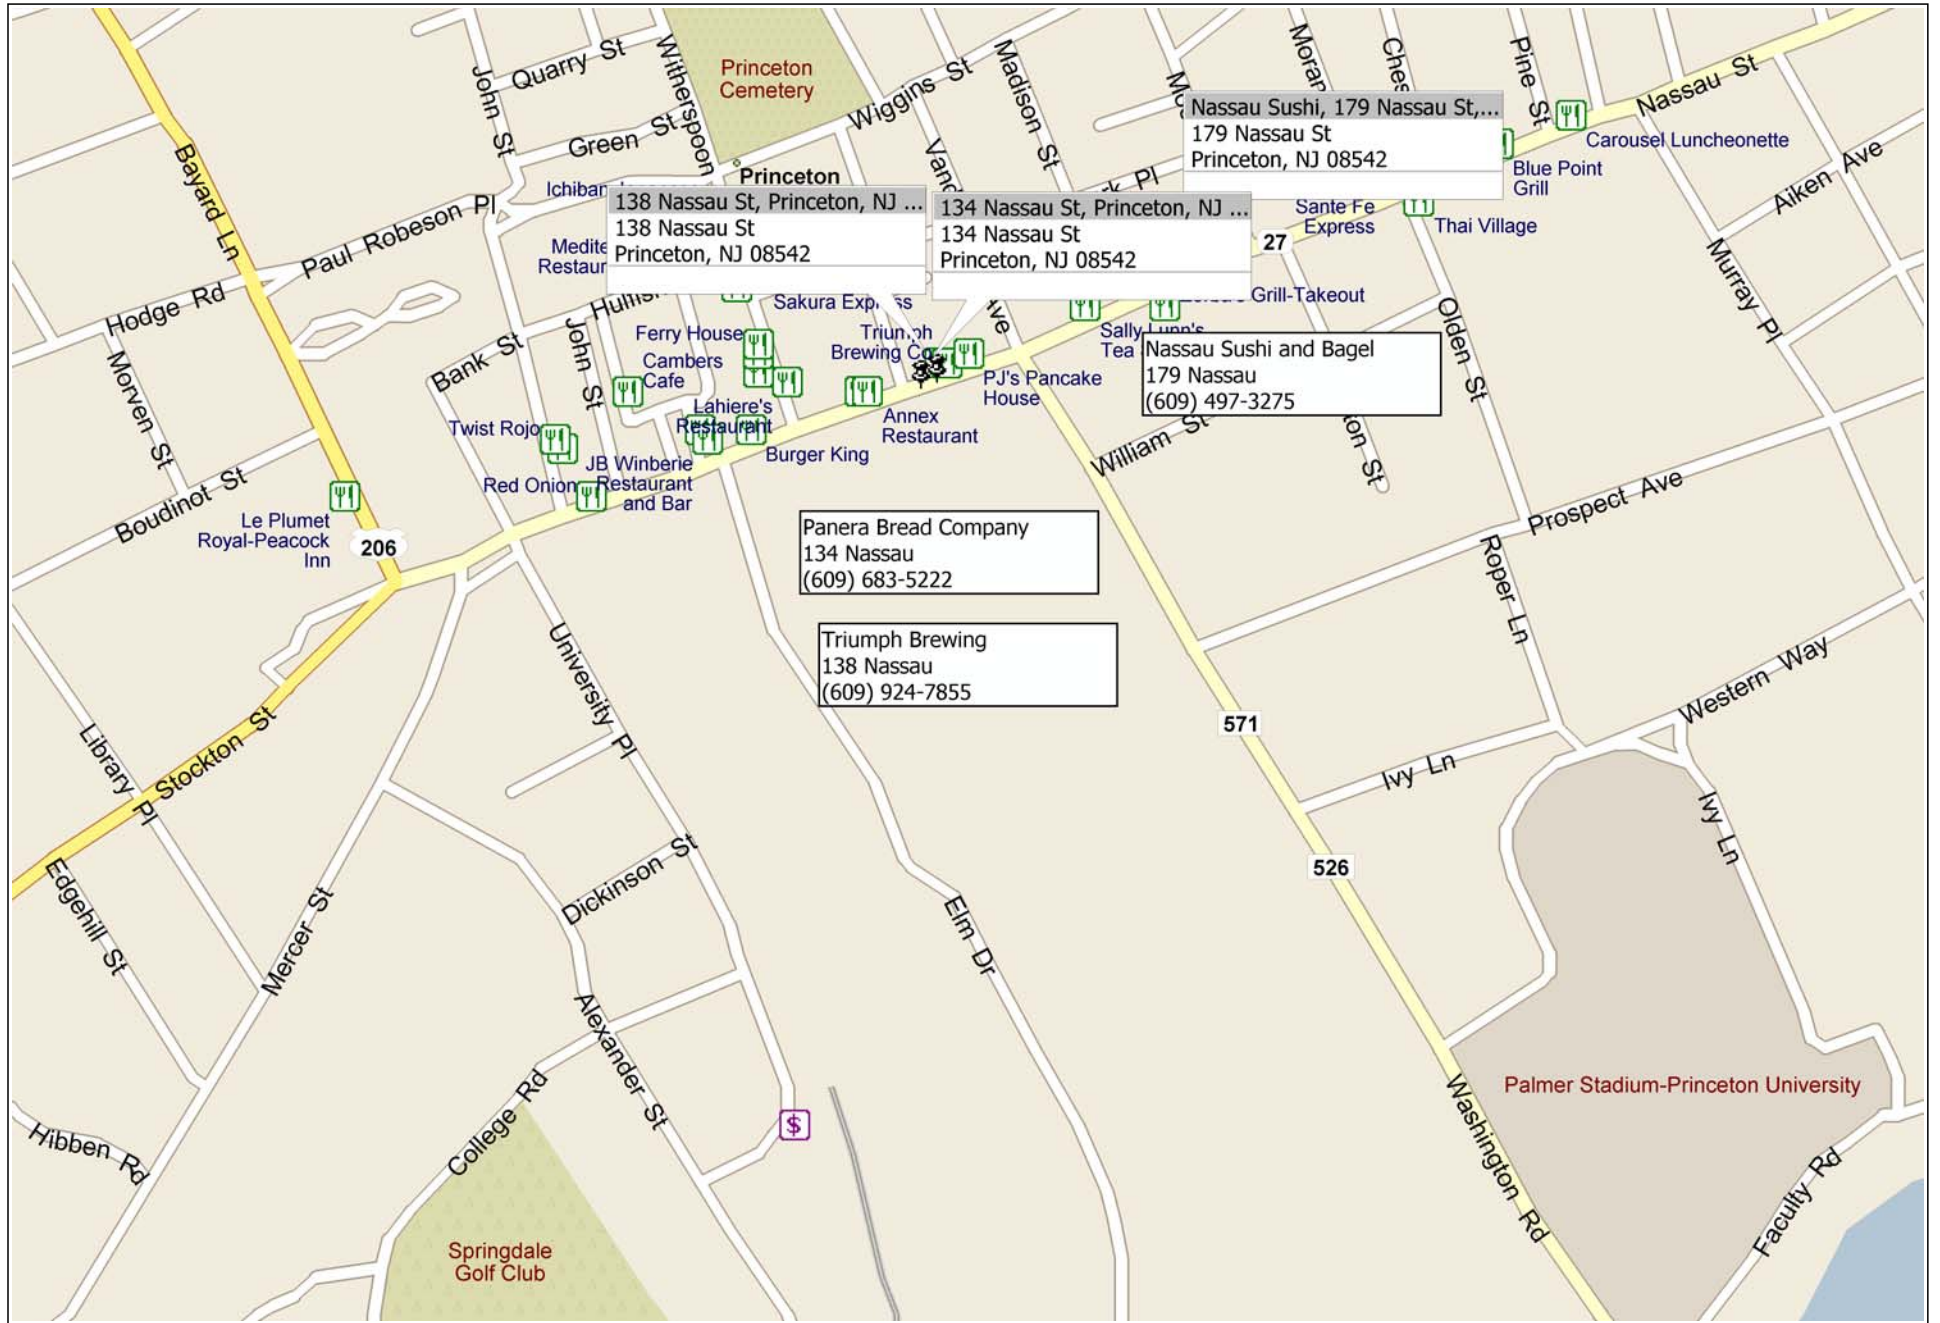 Quarry St
John St
Witherspoon
Princeton
Cemetery
Wiggins St
Madison St
Pine St
Nassau St
Green St
Bayard Ln
Princeton
Nassau Sushi, 179 Nassau St,...
179 Nassau St
Princeton, NJ 08542
Carousel Luncheonette
Blue Point
Grill
Aiken Ave
Paul Robeson Pl
138 Nassau St, Princeton, NJ ...
138 Nassau St
Princeton, NJ 08542
134 Nassau St, Princeton, NJ ...
134 Nassau St
Princeton, NJ 08542
Pl
Sante Fe
Express
27
Thai Village
Murray Pl
Hodge Rd
Sakura Express
Grill-Takeout
Ave
Olden St
Ferry House
Triumph
Brewing Co
Sally Lunn's
Tea
Morven St
Bank St
John St
Cambers
Cafe
PJ's Pancake
House
Nassau Sushi and Bagel
179 Nassau
(609) 497-3275
Lahiere's
Restaurant
Annex
Restaurant
Twist Rojo
Burger King
William St
St
JB Winberie
Restaurant
and Bar
Red Onion
Boudinot St
Le Plumet
Royal-Peacock
Inn
206
Panera Bread Company
134 Nassau
(609) 683-5222
Prospect Ave
Roper Ln
Triumph Brewing
138 Nassau
(609) 924-7855
University Pl
Western Way
571
Library Pl
Stockton St
Ivy Ln
Ivy Ln
526
Edgehill St
Dickinson St
Mercer St
Elm Dr
Alexander St
College Rd
Palmer Stadium-Princeton University
$
Hibben Rd
Washington Rd
Faculty Rd
Springdale
Golf Club